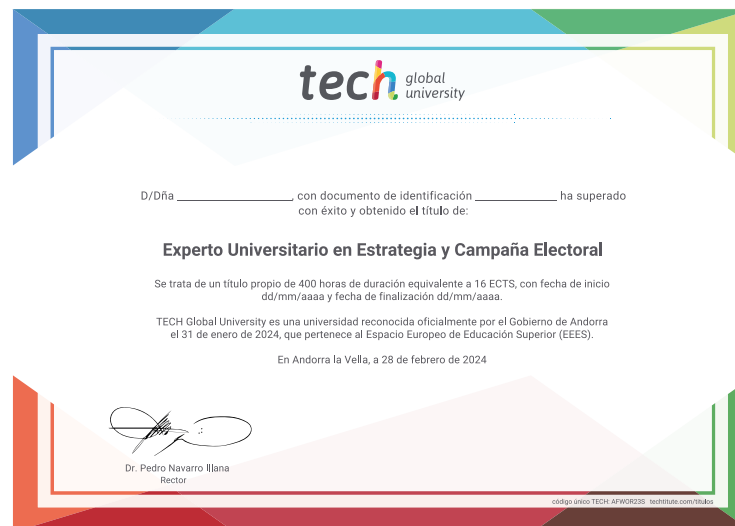 tech global
university
D/Dña ____________________, con documento de identificación ______________ ha superado
con éxito y obtenido el título de:
Experto Universitario en Estrategia y Campaña Electoral
Se trata de un título propio de 400 horas de duración equivalente a 16 ECTS, con fecha de inicio
dd/mm/aaaa y fecha de finalización dd/mm/aaaa.
TECH Global University es una universidad reconocida oficialmente por el Gobierno de Andorra
el 31 de enero de 2024, que pertenece al Espacio Europeo de Educación Superior (EEES).
En Andorra la Vella, a 28 de febrero de 2024
Dr. Pedro Navarro Illana
Rector
código único TECH: AFWOR23S techtitute.com/titulos